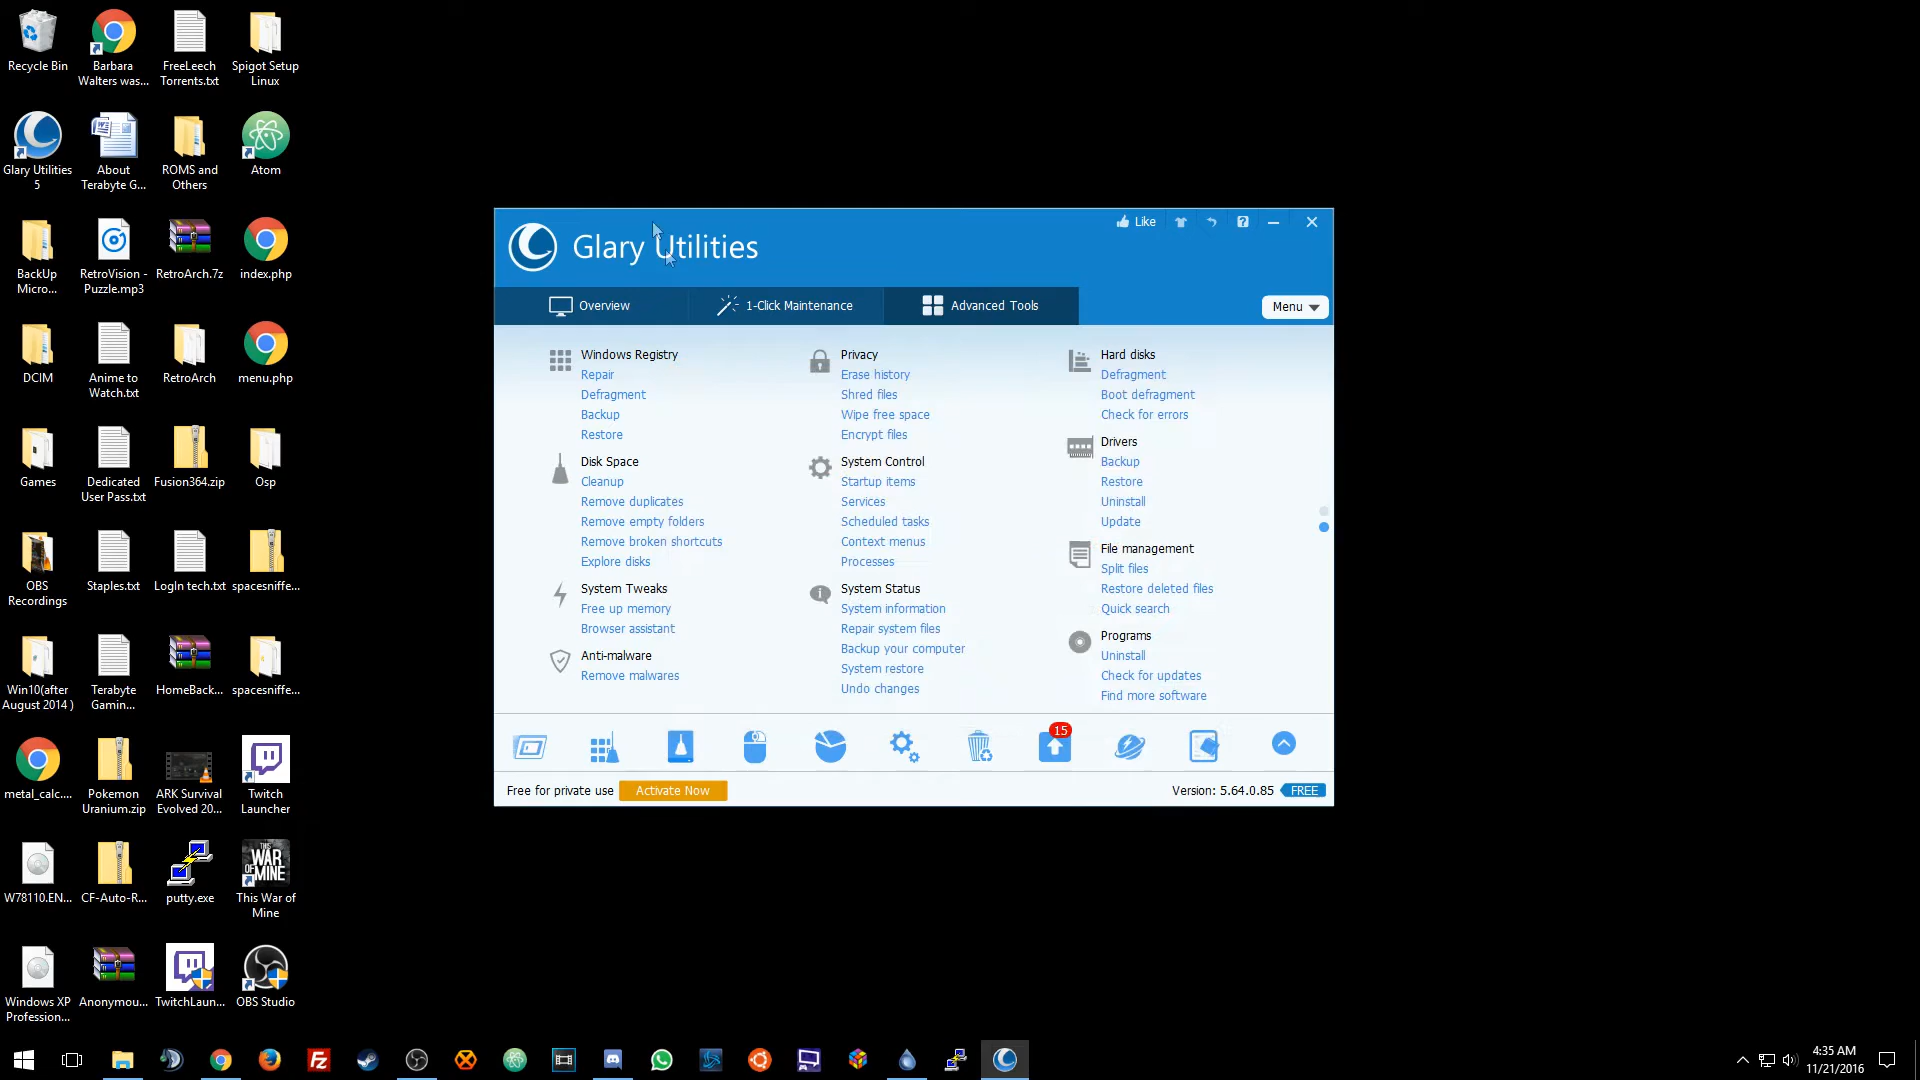 Recycle Bin
Barbara
Walters was...
FreeLeech
Torrents.txt
Spigot Setup
Linux
Glary Utilities
5
About
Terabyte G...
ROMS and
Others
Atom
BackUp
Micro...
RetroVision -
Puzzle.mp3
RetroArch.7z
index.php
DCIM
Anime to
Watch.txt
RetroArch
menu.php
Games
Dedicated
User Pass.txt
Fusion364.zip
Osp
OBS
Recordings
Staples.txt
LogIn tech.txt
spacesniffe...
Win10(after
August 2014 )
Terabyte
Gamin...
HomeBack...
spacesniffe...
metal_calc....
Pokemon
Uranium.zip
ARK Survival
Evolved 20...
Twitch
Launcher
W78110.EN...
CF-Auto-R...
putty.exe
THIS
WAR
OF MINE
This War of
Mine
Windows XP
Profession...
Anonymou...
TwitchLaun...
OBS Studio
Glary Utilities
Like
Overview
1-Click Maintenance
Advanced Tools
Menu
Windows Registry
Repair
Defragment
Backup
Restore
Disk Space
Cleanup
Remove duplicates
Remove empty folders
Remove broken shortcuts
Explore disks
System Tweaks
Free up memory
Browser assistant
Anti-malware
Remove malwares
Privacy
Erase history
Shred files
Wipe free space
Encrypt files
System Control
Startup items
Services
Scheduled tasks
Context menus
Processes
System Status
System information
Repair system files
Backup your computer
System restore
Undo changes
Hard disks
Defragment
Boot defragment
Check for errors
Drivers
Backup
Restore
Uninstall
Update
File management
Split files
Restore deleted files
Quick search
Programs
Uninstall
Check for updates
Find more software
15
Free for private use
Activate Now
Version: 5.64.0.85
FREE
4:35 AM
11/21/2016